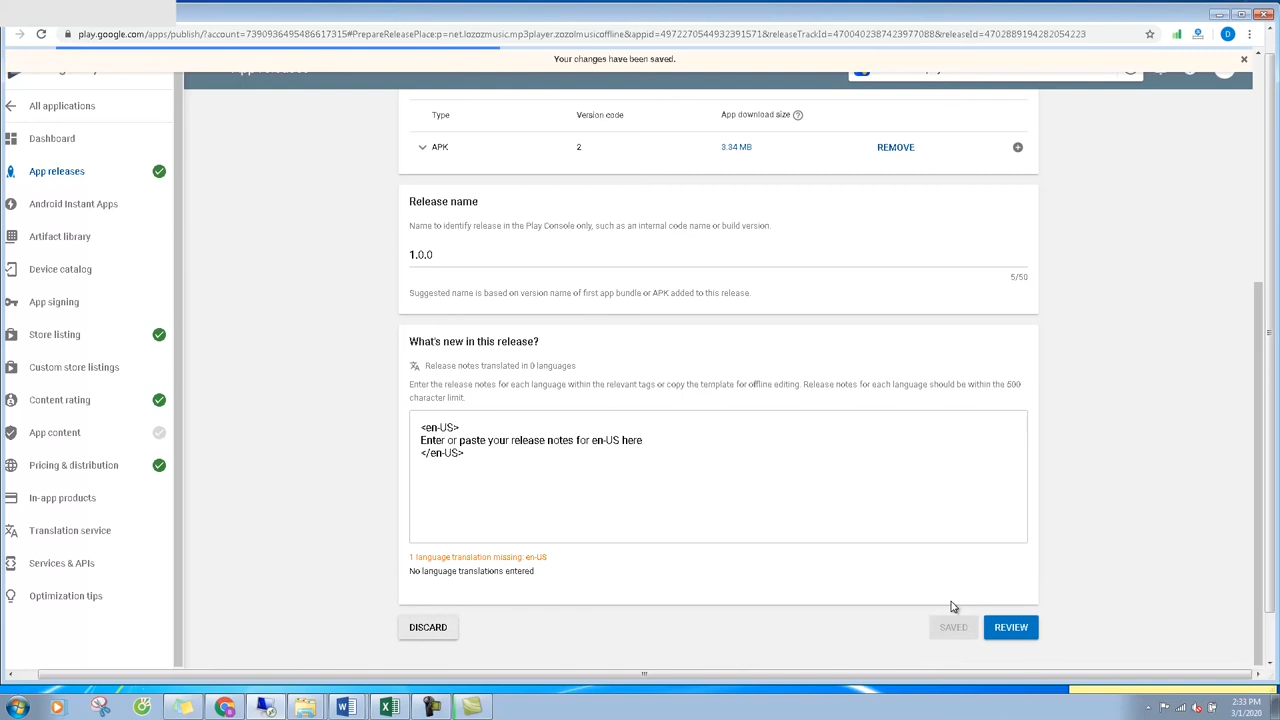 play.google.com/apps/publish/?account=7390936495486617315#PrepareReleasePlace:p=net.lozozmusic.mp3player.zozolmusicoffline&appid=4972270544932391571&releaseTrackId=4700402387423977088&releaseId=4702889184282054223
D
Your changes have been saved.
All applications
Dashboard
App releases
Android Instant Apps
Artifact library
Device catalog
App signing
Store listing
Custom store listings
Content rating
App content
Pricing & distribution
In-app products
Translation service
Services & APIs
Optimization tips
Type Version code App download size
APK 2 3.34 MB REMOVE
Release name
Name to identify release in the Play Console only, such as an internal code name or build version.
1.0.0
5/50
Suggested name is based on version name of first app bundle or APK added to this release.
What's new in this release?
Release notes translated in 0 languages
Enter the release notes for each language within the relevant tags or copy the template for offline editing. Release notes for each language should be within the 500
character limit.
<en-US>
Enter or paste your release notes for en-US here
</en-US>
1 language translation missing: en-US
No language translations entered
DISCARD SAVED REVIEW
2:33 PM
3/1/2020